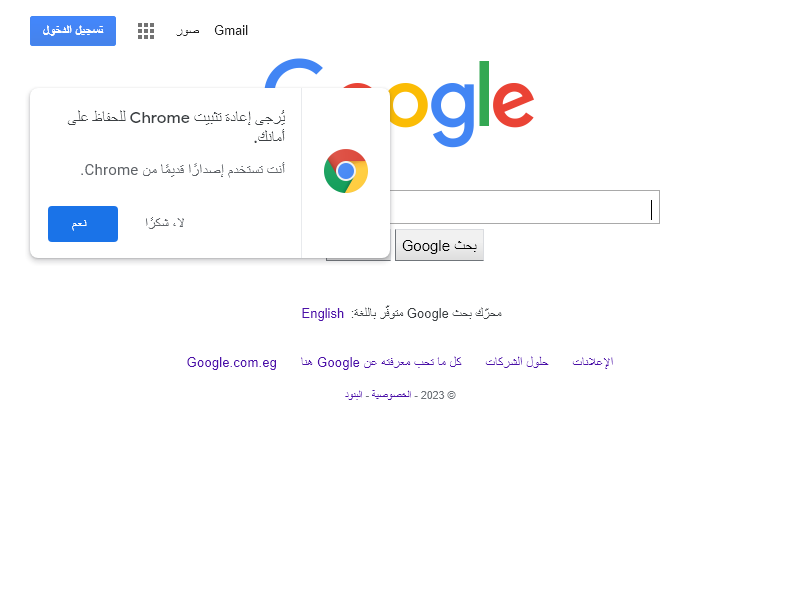 Gmail صور تسجيل الدخول
Google
يُرجى إعادة تثبيت Chrome للحفاظ على
أمانك.
أنت تستخدم إصدارًا قديمًا من Chrome.
لا، شكرًا نعم
بحث Google
محرّك بحث Google متوفّر باللغة: English
الإعلانات حلول الشركات كل ما تحب معرفته عن Google هنا Google.com.eg
© 2023 - الخصوصية - البنود